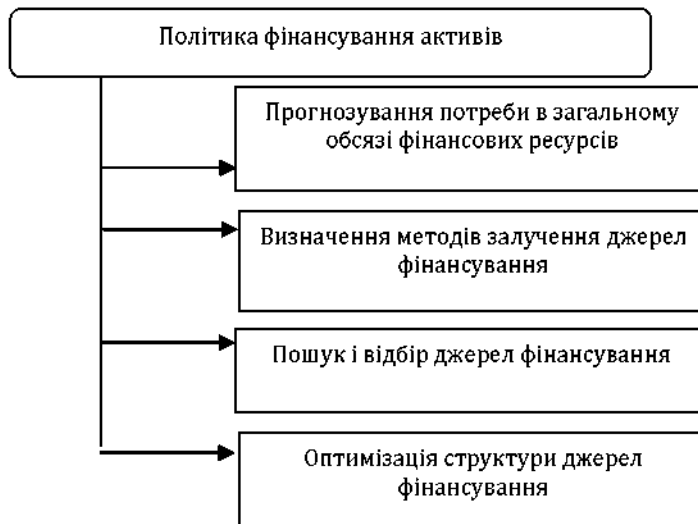 Політика фінансування активів
Прогнозування потреби в загальному
обсязі фінансових ресурсів
Визначення методів залучення джерел
фінансування
Пошук і відбір джерел фінансування
Оптимізація структури джерел
фінансування